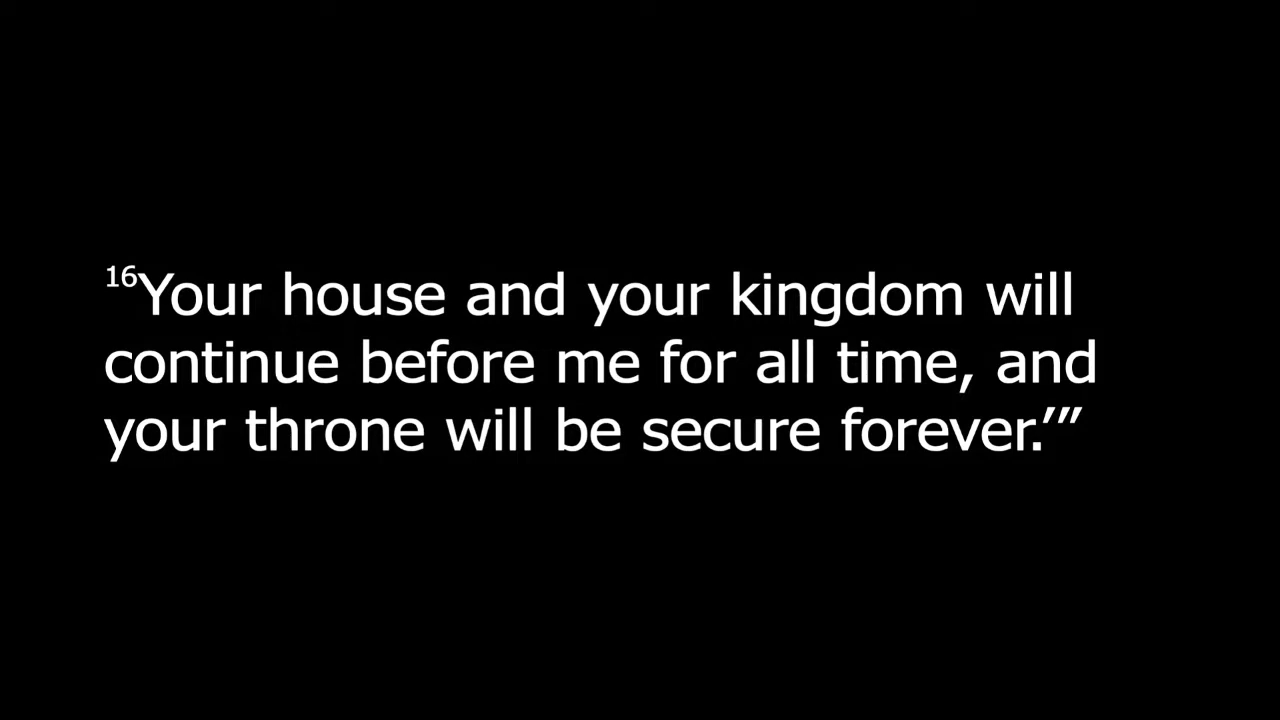 16Your house and your kingdom will
continue before me for all time, and
your throne will be secure forever.’”